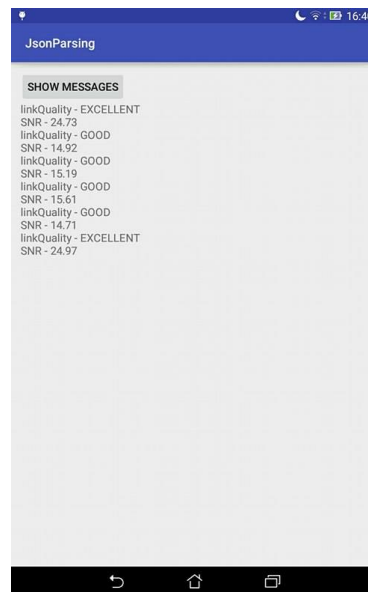 16:40
JsonParsing
SHOW MESSAGES
linkQuality - EXCELLENT
SNR - 24.73
linkQuality - GOOD
SNR - 14.92
linkQuality - GOOD
SNR - 15.19
linkQuality - GOOD
SNR - 15.61
linkQuality - GOOD
SNR - 14.71
linkQuality - EXCELLENT
SNR - 24.97